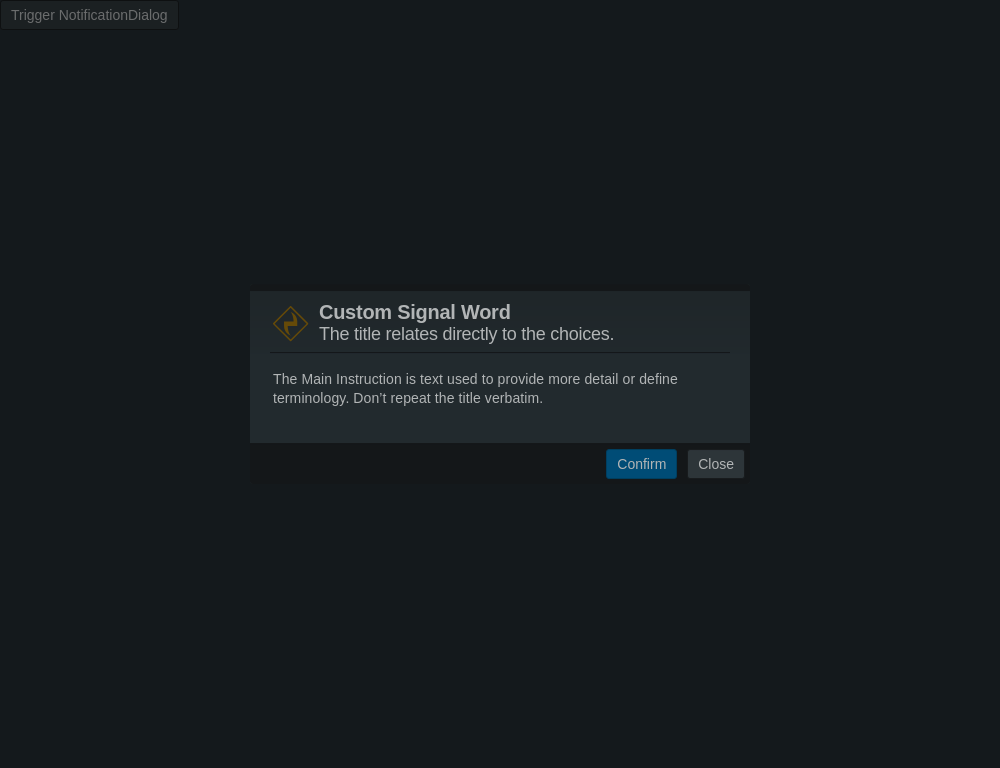 Trigger NotificationDialog
Custom Signal Word
The title relates directly to the choices.
The Main Instruction is text used to provide more detail or define
terminology. Don’t repeat the title verbatim.
Confirm Close